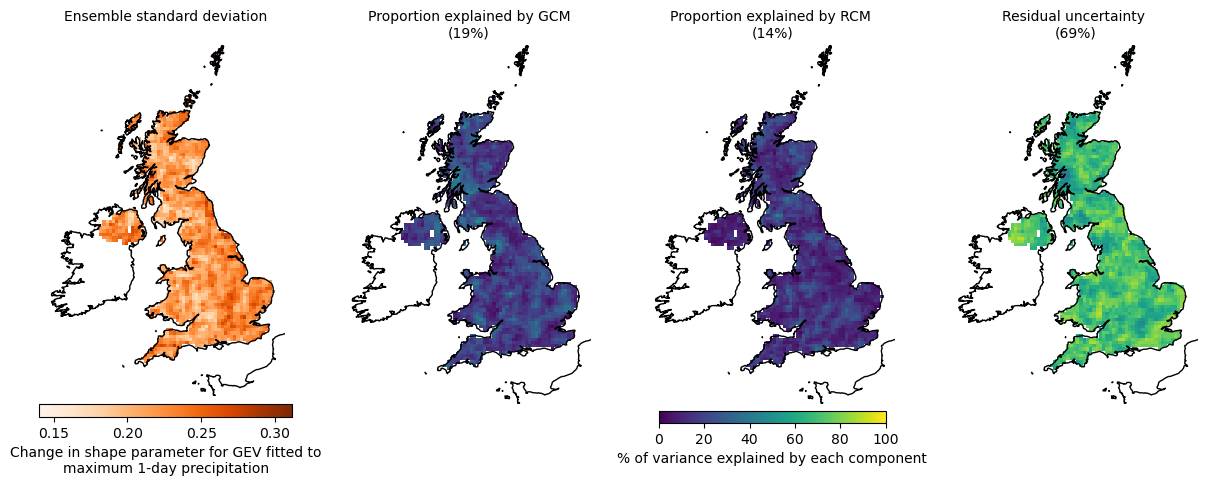 Ensemble standard deviation
Proportion explained by GCM
(19%)
Proportion explained by RCM
(14%)
Residual uncertainty
(69%)
0.15 0.20 0.25 0.30
Change in shape parameter for GEV fitted to
maximum 1-day precipitation
0 20 40 60 80 100
% of variance explained by each component